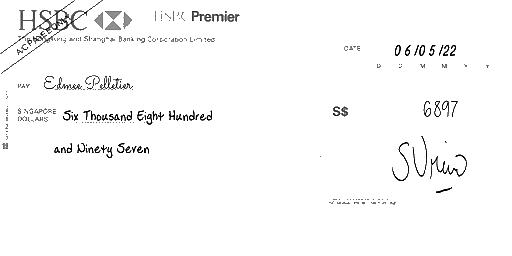 HSBC HSBC Premier
A/C PAYEE ONLY
The Hongkong and Shanghai Banking Corporation Limited
DATE 06/05/22
D D M M Y Y
PAY Edmee Pelletier
SINGAPORE DOLLARS Six Thousand Eight Hundred
and Ninety Seven
S$ 6897